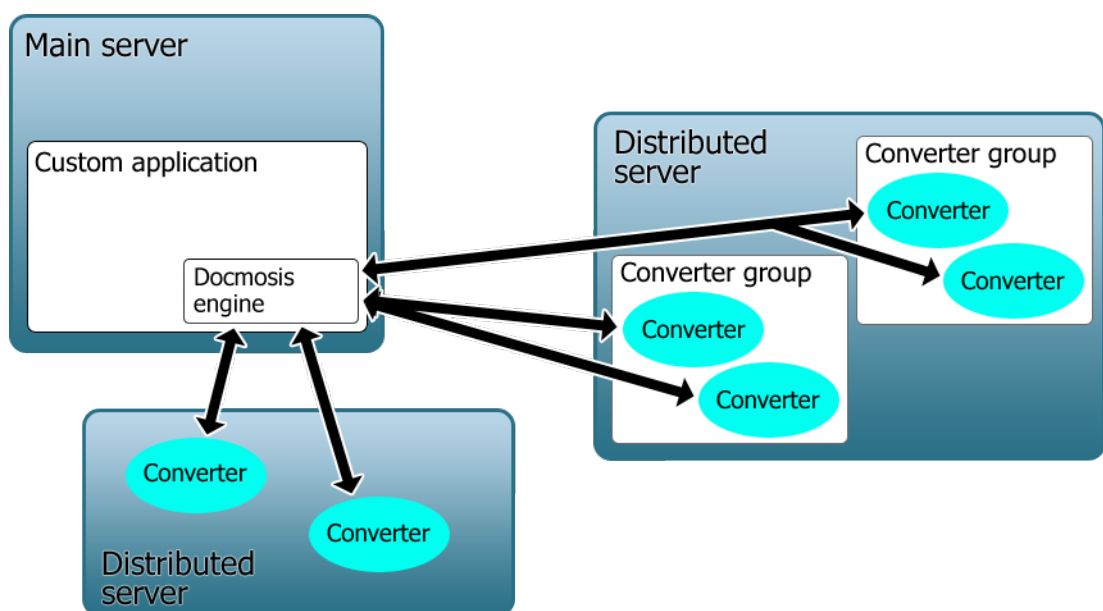 Main server
Custom application
Docmosis
engine
Distributed
server
Converter group
Converter
Converter
Converter group
Converter
Converter
Converter
Converter
Distributed
server